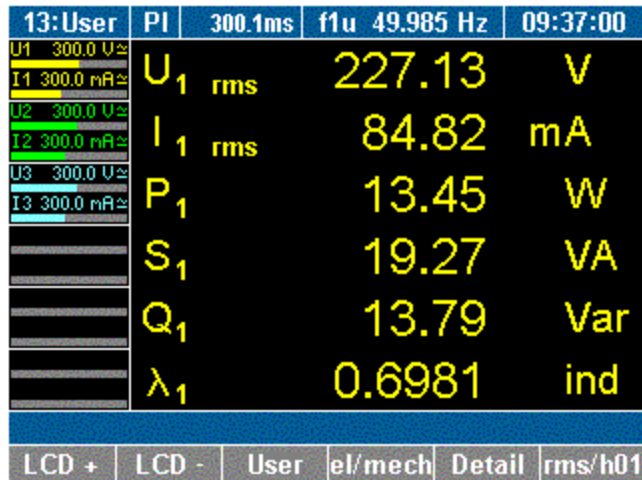 13:User PI 300.1ms f1u 49.985 Hz 09:37:00
U1 300.0 V≃
I1 300.0 mA≃
U2 300.0 V≃
I2 300.0 mA≃
U3 300.0 V≃
I3 300.0 mA≃
U1 rms 227.13 V
I1 rms 84.82 mA
P1 13.45 W
S1 19.27 VA
Q1 13.79 Var
λ1 0.6981 ind
LCD + LCD - User el/mech Detail rms/h01